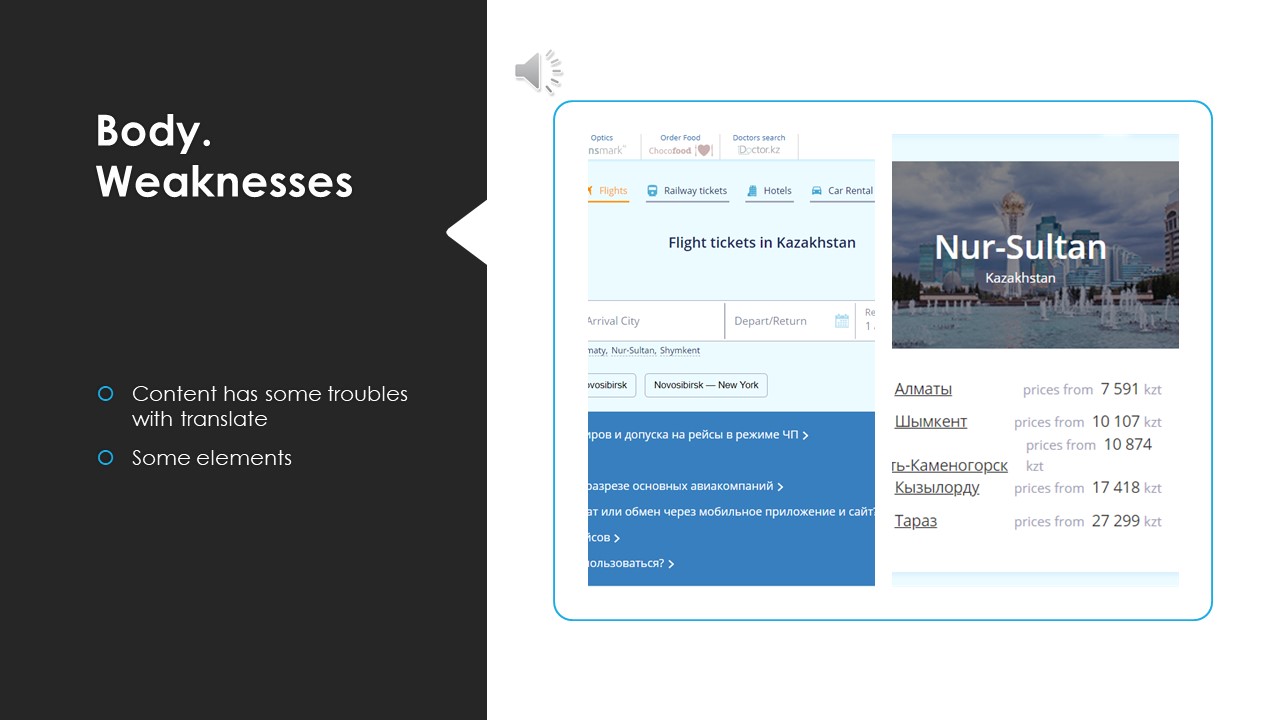 Body.
Weaknesses
Content has some troubles
with translate
Some elements
Optics
Order Food
Doctors search
nsmark
Chocofood
Doctor.kz
Flights
Railway tickets
Hotels
Car Rental
Flight tickets in Kazakhstan
Arrival City
Depart/Return
Re
1
maty, Nur-Sultan, Shymkent
ovosibirsk
Novosibirsk — New York
иров и допуска на рейсы в режиме ЧП
разрезе основных авиакомпаний
ат или обмен через мобильное приложение и сайт?
йсов
пользоваться?
Nur-Sultan
Kazakhstan
Алматы prices from 7 591 kzt
Шымкент prices from 10 107 kzt
prices from 10 874
ть-Каменогорск kzt
Кызылорду prices from 17 418 kzt
Тараз prices from 27 299 kzt